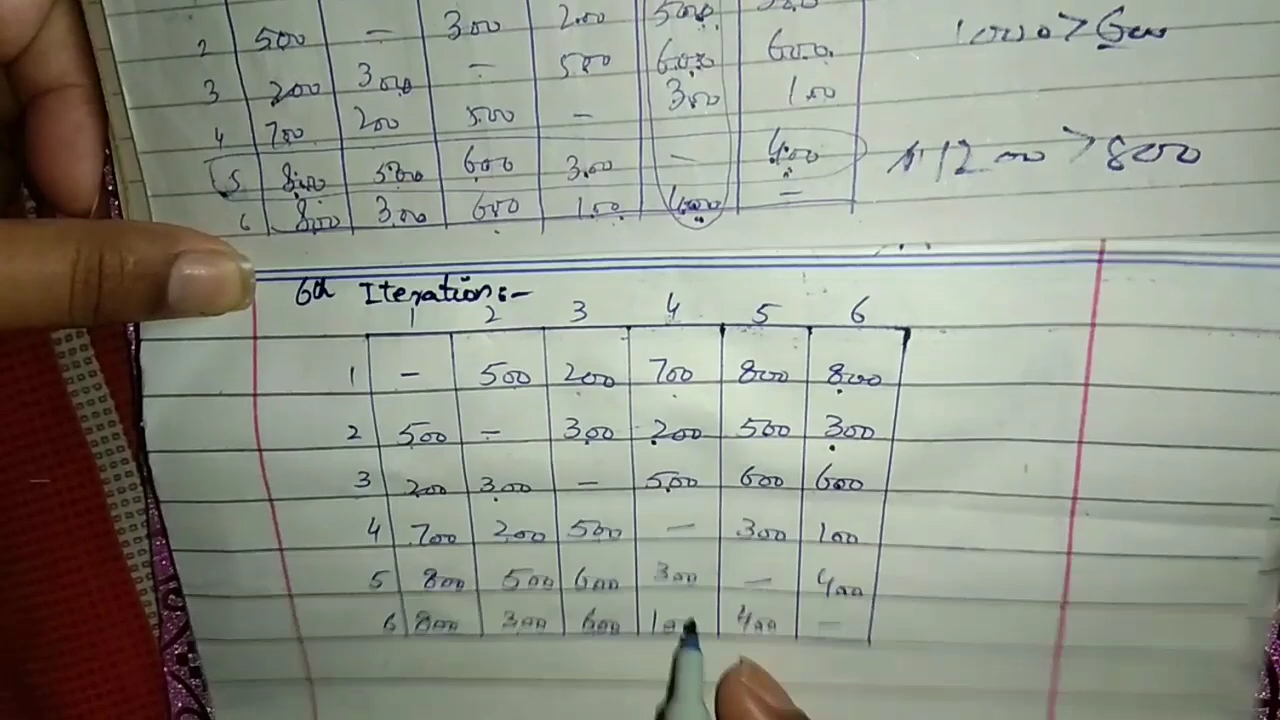 500
2 500 - 300 200
3 200 300 - 500 600 600 1000 > 600
4 700 200 500 - 300 100
5 800 500 600 300 - 400 1200 > 800
6 800 300 600 100 400 -
6th Iteration:-
1 2 3 4 5 6
1 - 500 200 700 800 800
2 500 - 300 200 500 300
3 200 300 - 500 600 600
4 700 200 500 - 300 100
5 800 500 600 300 - 400
6 800 300 600 100 400 -